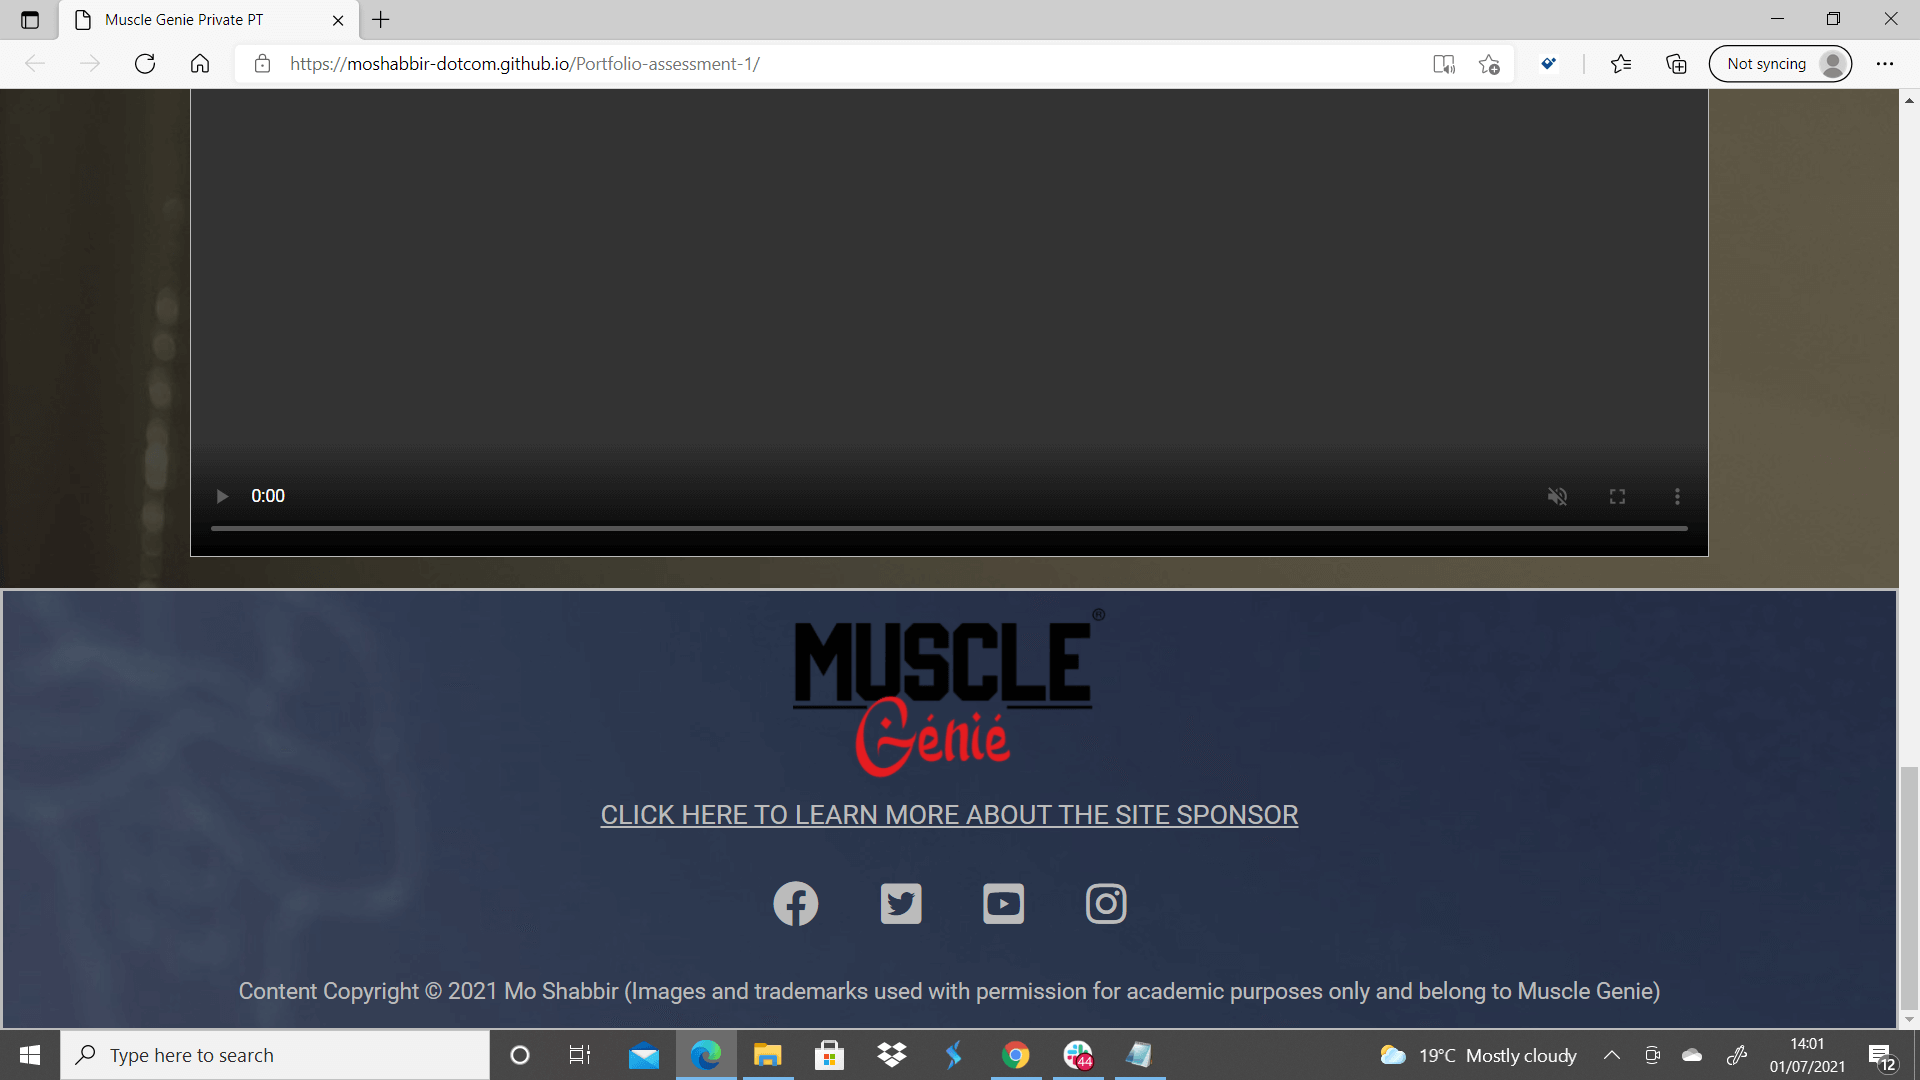 Muscle Genie Private PT
https://moshabbir-dotcom.github.io/Portfolio-assessment-1/
Not syncing
0:00
MUSCLE®
Génié
CLICK HERE TO LEARN MORE ABOUT THE SITE SPONSOR
Content Copyright © 2021 Mo Shabbir (Images and trademarks used with permission for academic purposes only and belong to Muscle Genie)
Type here to search
44
19°C Mostly cloudy
14:01
01/07/2021
12